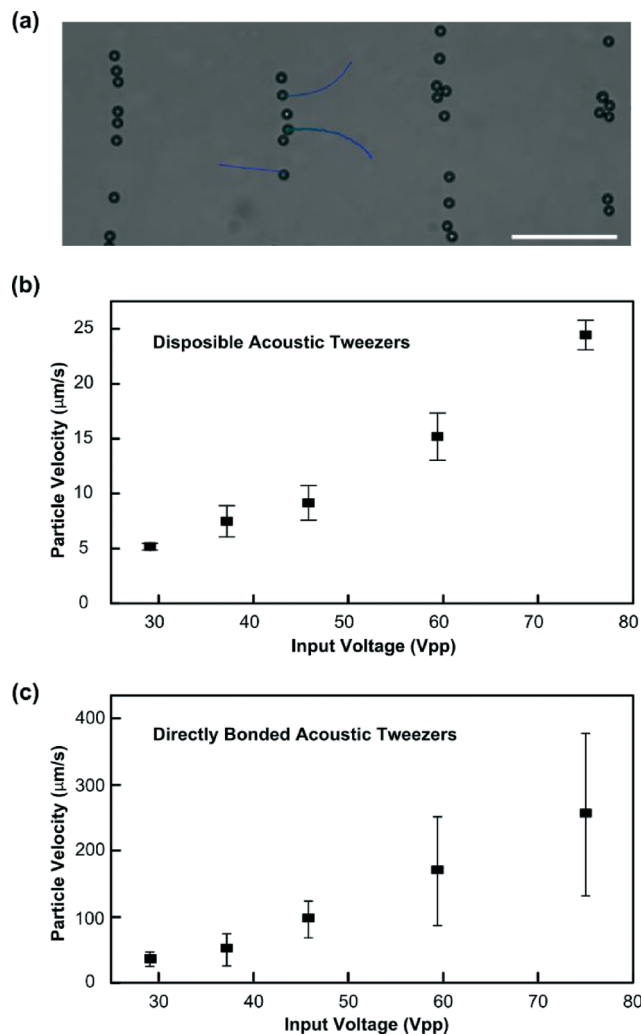 (a)
(b)
Disposible Acoustic Tweezers
Particle Velocity (μm/s)
25
20
15
10
5
0
30 40 50 60 70 80
Input Voltage (Vpp)
(c)
Directly Bonded Acoustic Tweezers
Particle Velocity (μm/s)
400
300
200
100
0
30 40 50 60 70 80
Input Voltage (Vpp)